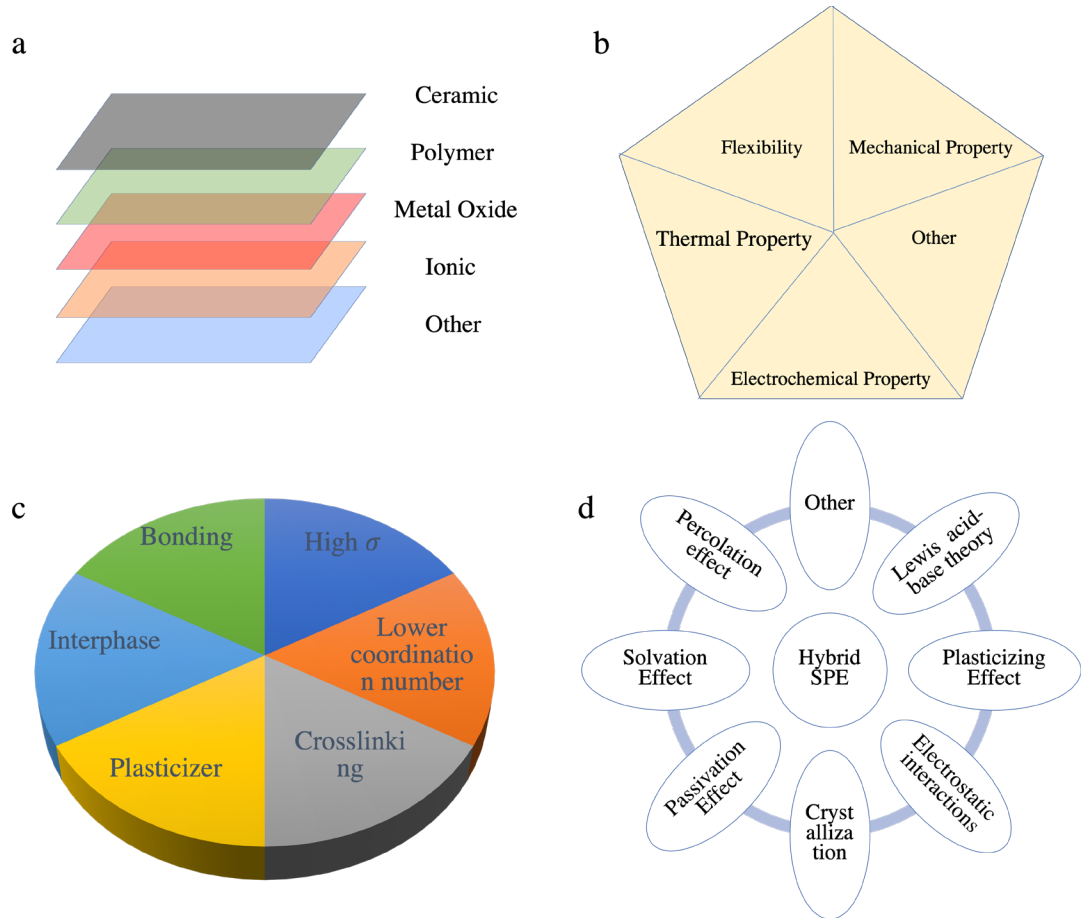 a
Ceramic
Polymer
Metal Oxide
Ionic
Other
b
Flexibility
Mechanical Property
Thermal Property
Other
Electrochemical Property
c
Bonding
High σ
Interphase
Lower
coordinatio
n number
Plasticizer
Crosslinki
ng
d
Other
Percolation
effect
Lewis acid-
base theory
Solvation
Effect
Hybrid
SPE
Plasticizing
Effect
Passivation
Effect
Electrostatic
interactions
Cryst
alliza
tion